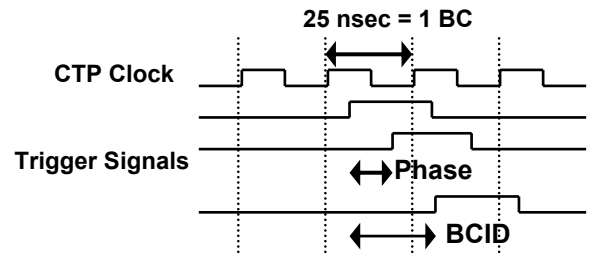 25 nsec = 1 BC
CTP Clock
Trigger Signals
Phase
BCID